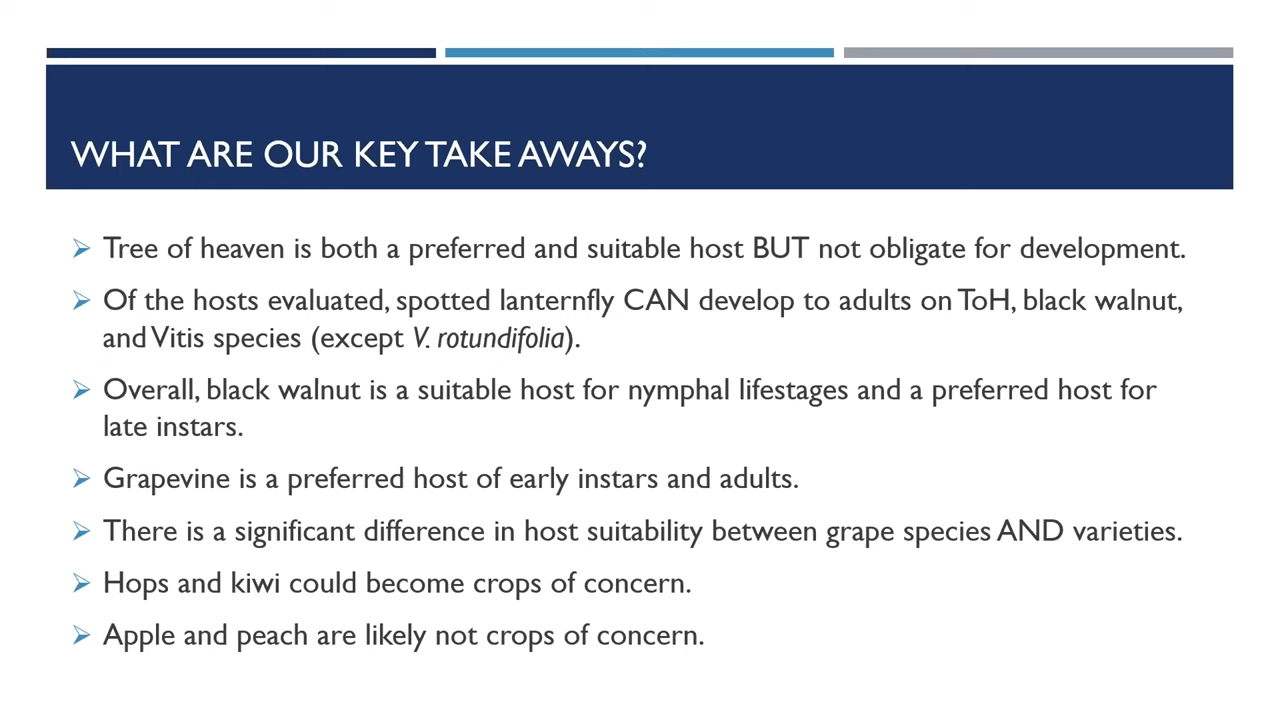 WHAT ARE OUR KEY TAKE AWAYS?
Tree of heaven is both a preferred and suitable host BUT not obligate for development.
Of the hosts evaluated, spotted lanternfly CAN develop to adults on ToH, black walnut,
and Vitis species (except V. rotundifolia).
Overall, black walnut is a suitable host for nymphal lifestages and a preferred host for
late instars.
Grapevine is a preferred host of early instars and adults.
There is a significant difference in host suitability between grape species AND varieties.
Hops and kiwi could become crops of concern.
Apple and peach are likely not crops of concern.